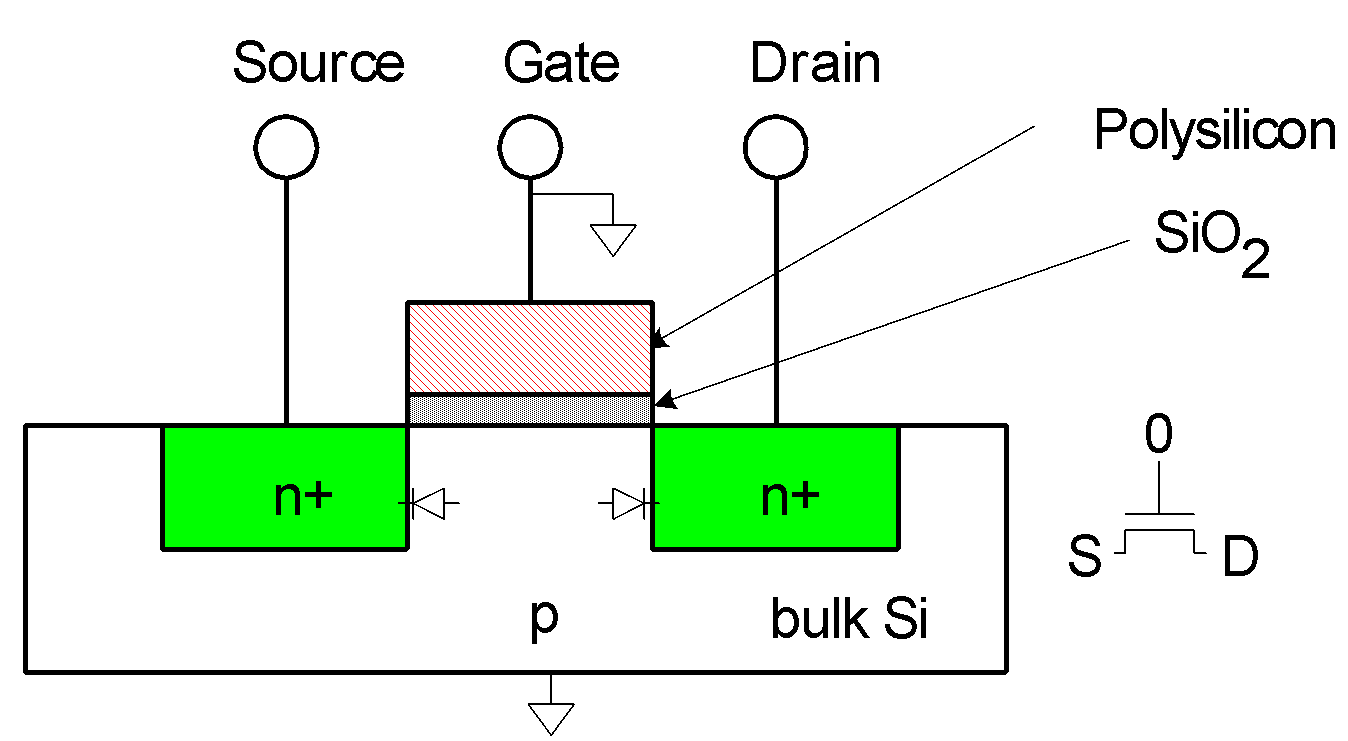 Source
Gate
Drain
Polysilicon
SiO2
0
n+
n+
S
D
p
bulk Si